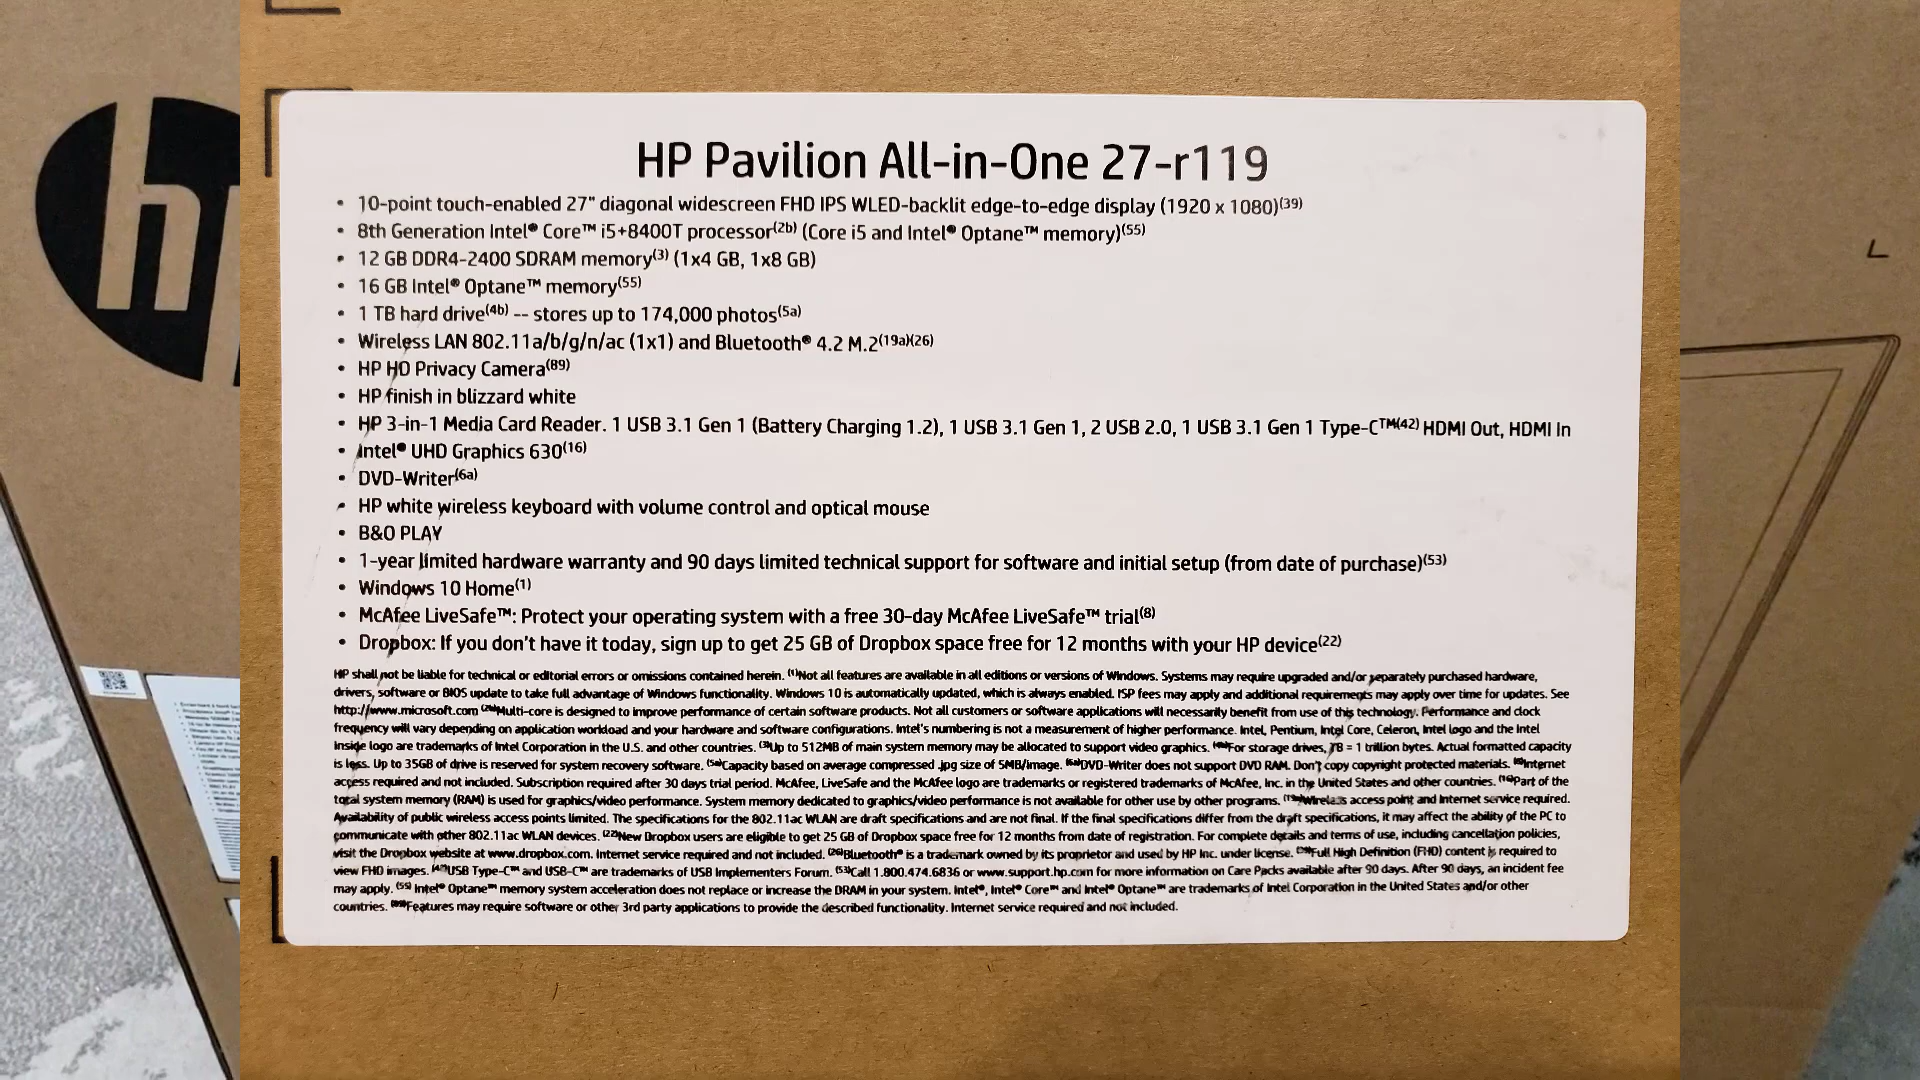 hp
HP Pavilion All-in-One 27-r119
• 10-point touch-enabled 27" diagonal widescreen FHD IPS WLED-backlit edge-to-edge display (1920 x 1080)(39)
• 8th Generation Intel® Core™ i5+8400T processor(2b) (Core i5 and Intel® Optane™ memory)(55)
• 12 GB DDR4-2400 SDRAM memory(3) (1x4 GB, 1x8 GB)
• 16 GB Intel® Optane™ memory(55)
• 1 TB hard drive(4b) -- stores up to 174,000 photos(5a)
• Wireless LAN 802.11a/b/g/n/ac (1x1) and Bluetooth® 4.2 M.2(19a)(26)
• HP HD Privacy Camera(89)
• HP finish in blizzard white
• HP 3-in-1 Media Card Reader. 1 USB 3.1 Gen 1 (Battery Charging 1.2), 1 USB 3.1 Gen 1, 2 USB 2.0, 1 USB 3.1 Gen 1 Type-C™(42) HDMI Out, HDMI In
• Intel® UHD Graphics 630(16)
• DVD-Writer(6a)
• HP white wireless keyboard with volume control and optical mouse
• B&O PLAY
• 1-year limited hardware warranty and 90 days limited technical support for software and initial setup (from date of purchase)(53)
• Windows 10 Home(1)
• McAfee LiveSafe™: Protect your operating system with a free 30-day McAfee LiveSafe™ trial(8)
• Dropbox: If you don't have it today, sign up to get 25 GB of Dropbox space free for 12 months with your HP device(22)
HP shall not be liable for technical or editorial errors or omissions contained herein. (1)Not all features are available in all editions or versions of Windows. Systems may require upgraded and/or separately purchased hardware,
drivers, software or BIOS update to take full advantage of Windows functionality. Windows 10 is automatically updated, which is always enabled. ISP fees may apply and additional requirements may apply over time for updates. See
http://www.microsoft.com (2b)Multi-core is designed to improve performance of certain software products. Not all customers or software applications will necessarily benefit from use of this technology. Performance and clock
frequency will vary depending on application workload and your hardware and software configurations. Intel's numbering is not a measurement of higher performance. Intel, Pentium, Intel Core, Celeron, Intel logo and the Intel
Inside logo are trademarks of Intel Corporation in the U.S. and other countries. (3)Up to 512MB of main system memory may be allocated to support video graphics. (4b)For storage drives, TB = 1 trillion bytes. Actual formatted capacity
is less. Up to 35GB of drive is reserved for system recovery software. (5a)Capacity based on average compressed .jpg size of 5MB/image. (6a)DVD-Writer does not support DVD RAM. Don't copy copyright protected materials. (8)Internet
access required and not included. Subscription required after 30 days trial period. McAfee, LiveSafe and the McAfee logo are trademarks or registered trademarks of McAfee, Inc. in the United States and other countries. (16)Part of the
total system memory (RAM) is used for graphics/video performance. System memory dedicated to graphics/video performance is not available for other use by other programs. (19a)Wireless access point and Internet service required.
Availability of public wireless access points limited. The specifications for the 802.11ac WLAN are draft specifications and are not final. If the final specifications differ from the draft specifications, it may affect the ability of the PC to
communicate with other 802.11ac WLAN devices. (22)New Dropbox users are eligible to get 25 GB of Dropbox space free for 12 months from date of registration. For complete details and terms of use, including cancellation policies,
visit the Dropbox website at www.dropbox.com. Internet service required and not included. (26)Bluetooth® is a trademark owned by its proprietor and used by HP Inc. under license. (39)Full High Definition (FHD) content is required to
view FHD images. (42)USB Type-C™ and USB-C™ are trademarks of USB Implementers Forum. (53)Call 1.800.474.6836 or www.support.hp.com for more information on Care Packs available after 90 days. After 90 days, an incident fee
may apply. (55) Intel® Optane™ memory system acceleration does not replace or increase the DRAM in your system. Intel®, Intel® Core™ and Intel® Optane™ are trademarks of Intel Corporation in the United States and/or other
countries. (89)Features may require software or other 3rd party applications to provide the described functionality. Internet service required and not included.